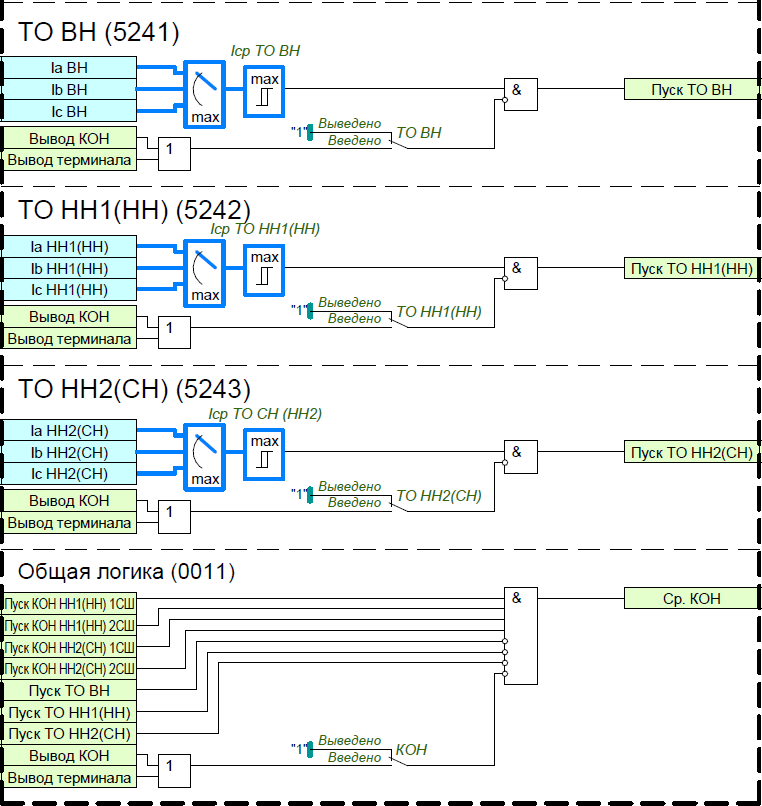 ТО ВН (5241)
Iср ТО ВН
Ia ВН
Ib ВН
Ic ВН
max
max
&
Пуск ТО ВН
"1"
Выведено
Введено
ТО ВН
Вывод КОН
Вывод терминала
1
ТО НН1(НН) (5242)
Iср ТО НН1(НН)
Ia НН1(НН)
Ib НН1(НН)
Ic НН1(НН)
max
max
&
Пуск ТО НН1(НН)
"1"
Выведено
Введено
ТО НН1(НН)
Вывод КОН
Вывод терминала
1
ТО НН2(СН) (5243)
Iср ТО СН (НН2)
Ia НН2(СН)
Ib НН2(СН)
Ic НН2(СН)
max
max
&
Пуск ТО НН2(СН)
"1"
Выведено
Введено
ТО НН2(СН)
Вывод КОН
Вывод терминала
1
Общая логика (0011)
Пуск КОН НН1(НН) 1СШ
Пуск КОН НН1(НН) 2СШ
Пуск КОН НН2(СН) 1СШ
Пуск КОН НН2(СН) 2СШ
Пуск ТО ВН
Пуск ТО НН1(НН)
Пуск ТО НН2(СН)
&
Ср. КОН
"1"
Выведено
Введено
КОН
Вывод КОН
Вывод терминала
1